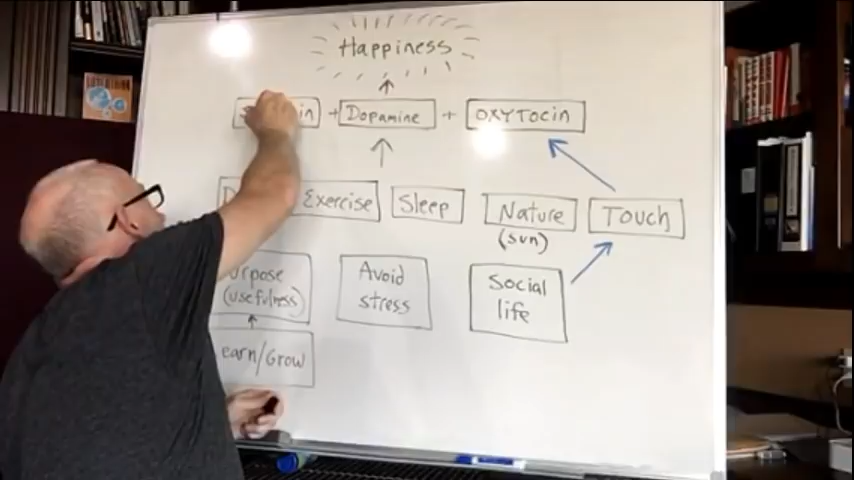 Happiness
in + Dopamine + OXYTocin
D Exercise Sleep Nature Touch
(sun)
urpose Avoid Social
(usefulness) stress life
earn/Grow